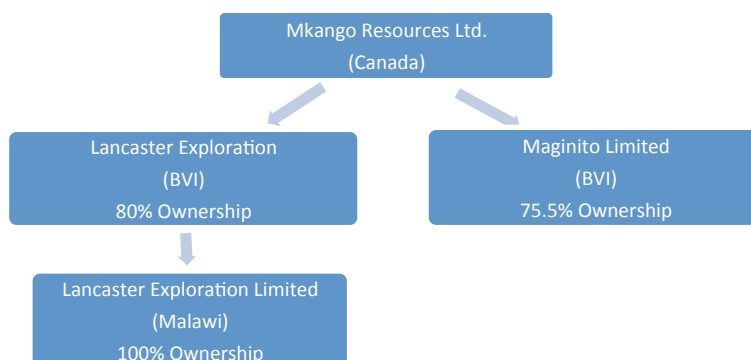 Mkango Resources Ltd.
(Canada)
Lancaster Exploration
(BVI)
80% Ownership
Maginito Limited
(BVI)
75.5% Ownership
Lancaster Exploration Limited
(Malawi)
100% Ownership